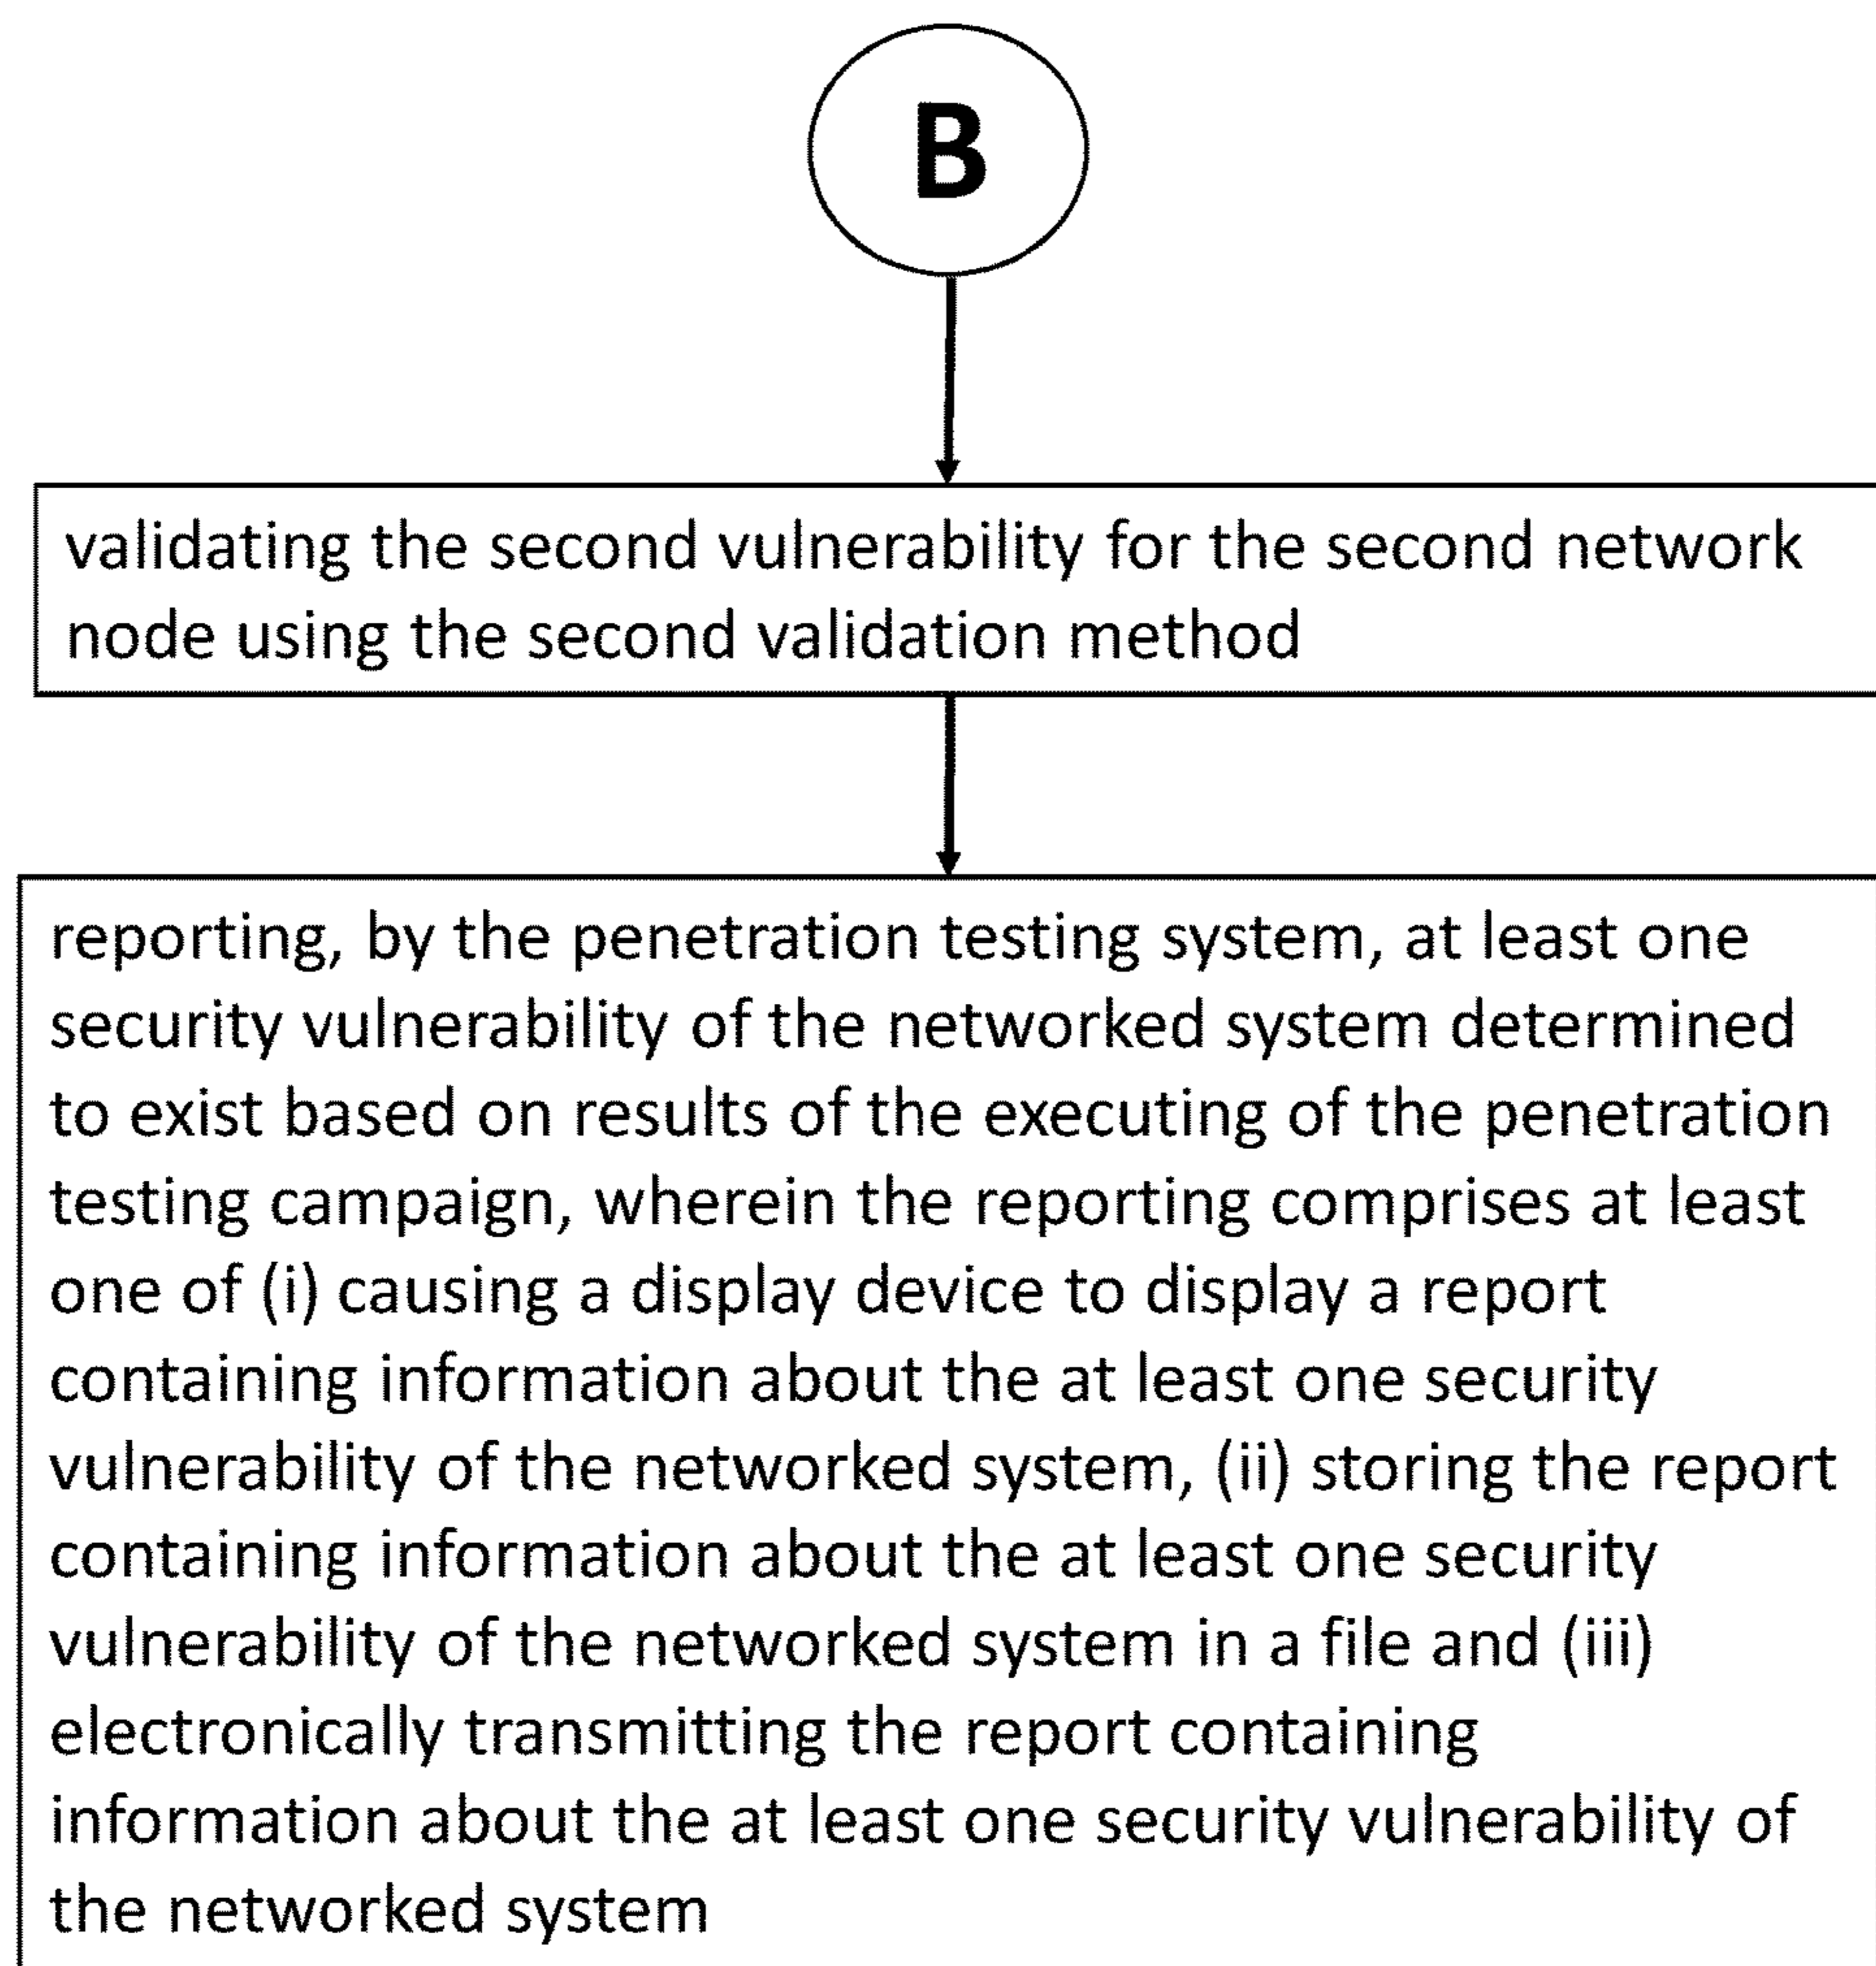 B
validating the second vulnerability for the second network
node using the second validation method
reporting, by the penetration testing system, at least one
security vulnerability of the networked system determined
to exist based on results of the executing of the penetration
testing campaign, wherein the reporting comprises at least
one of (i) causing a display device to display a report
containing information about the at least one security
vulnerability of the networked system, (ii) storing the report
containing information about the at least one security
vulnerability of the networked system in a file and (iii)
electronically transmitting the report containing
information about the at least one security vulnerability of
the networked system